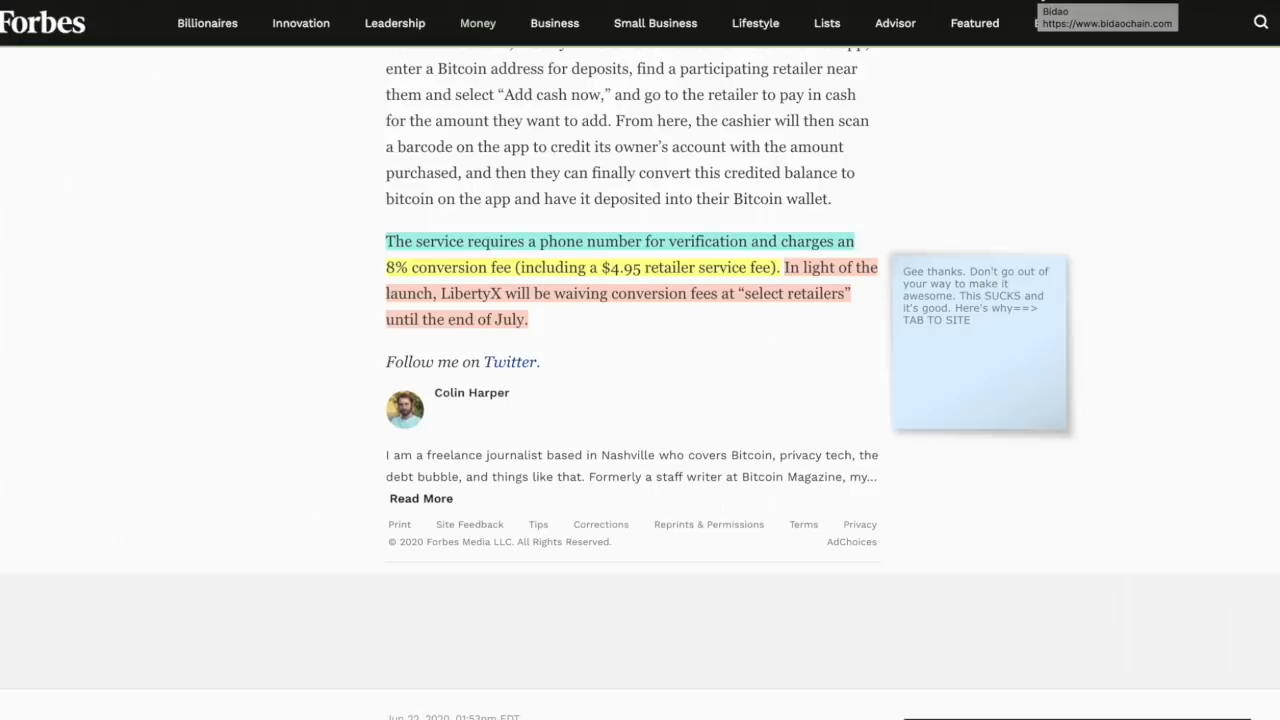 Forbes
Billionaires Innovation Leadership Money Business Small Business Lifestyle Lists Advisor Featured
Bidao
https://www.bidaochain.com
enter a Bitcoin address for deposits, find a participating retailer near
them and select “Add cash now,” and go to the retailer to pay in cash
for the amount they want to add. From here, the cashier will then scan
a barcode on the app to credit its owner’s account with the amount
purchased, and then they can finally convert this credited balance to
bitcoin on the app and have it deposited into their Bitcoin wallet.
The service requires a phone number for verification and charges an
8% conversion fee (including a $4.95 retailer service fee). In light of the
launch, LibertyX will be waiving conversion fees at “select retailers”
until the end of July.
Gee thanks. Don't go out of
your way to make it
awesome. This SUCKS and
it's good. Here's why==>
TAB TO SITE
Follow me on Twitter.
Colin Harper
I am a freelance journalist based in Nashville who covers Bitcoin, privacy tech, the
debt bubble, and things like that. Formerly a staff writer at Bitcoin Magazine, my...
Read More
Print Site Feedback Tips Corrections Reprints & Permissions Terms Privacy
© 2020 Forbes Media LLC. All Rights Reserved. AdChoices
Jun 22, 2020, 01:53pm EDT